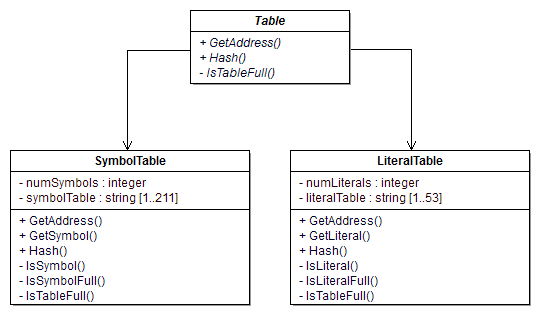 Table
+ GetAddress()
+ Hash()
- IsTableFull()
SymbolTable
- numSymbols : integer
- symbolTable : string [1..211]
+ GetAddress()
+ GetSymbol()
+ Hash()
- IsSymbol()
- IsSymbolFull()
- IsTableFull()
LiteralTable
- numLiterals : integer
- literalTable : string [1..53]
+ GetAddress()
+ GetLiteral()
+ Hash()
- IsLiteral()
- IsLiteralFull()
- IsTableFull()